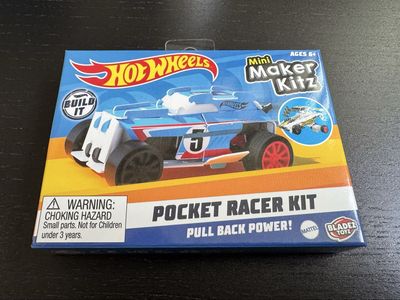 HOT WHEELS
AGES 8+
Mini
Maker
Kitz
BUILD
IT
5
WARNING:
CHOKING HAZARD
Small parts. Not for Children
under 3 years.
POCKET RACER KIT
PULL BACK POWER!
MATTEL
BLADEZ
TOYZ